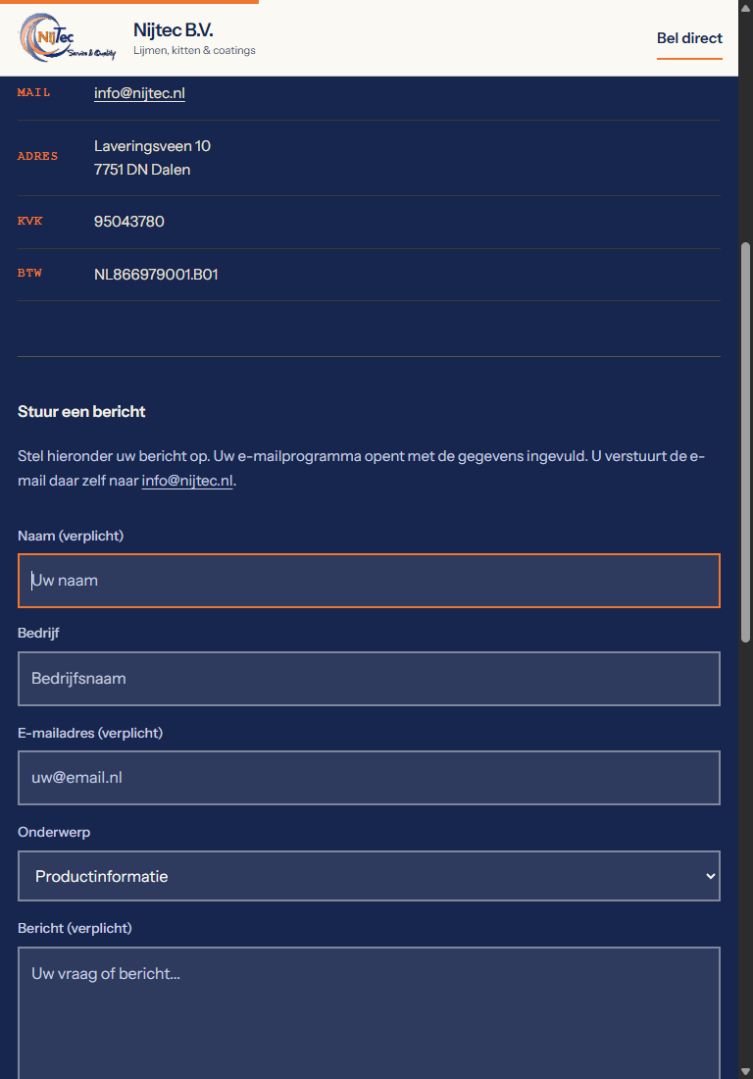 NijTec
Service & Quality
Nijtec B.V.
Lijmen, kitten & coatings
Bel direct
MAIL
info@nijtec.nl
ADRES
Laveringsveen 10
7751 DN Dalen
KVK
95043780
BTW
NL866979001.B01
Stuur een bericht
Stel hieronder uw bericht op. Uw e-mailprogramma opent met de gegevens ingevuld. U verstuurt de e-
mail daar zelf naar info@nijtec.nl.
Naam (verplicht)
Uw naam
Bedrijf
Bedrijfsnaam
E-mailadres (verplicht)
uw@email.nl
Onderwerp
Productinformatie
Bericht (verplicht)
Uw vraag of bericht...